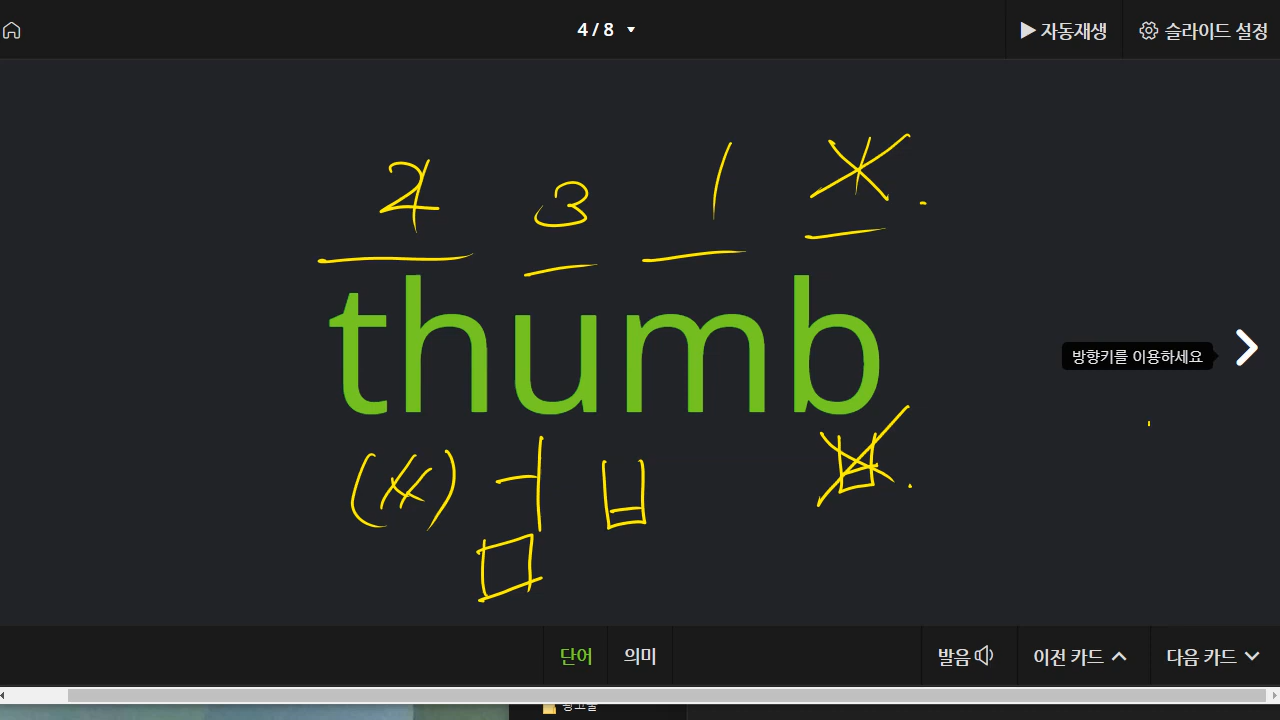 4 / 8
자동재생
슬라이드 설정
3 1
thumb
방향키를 이용하세요
(ㅆ) ㅓ ㅂ ㅂ
ㅁ
단어
의미
발음
이전 카드
다음 카드